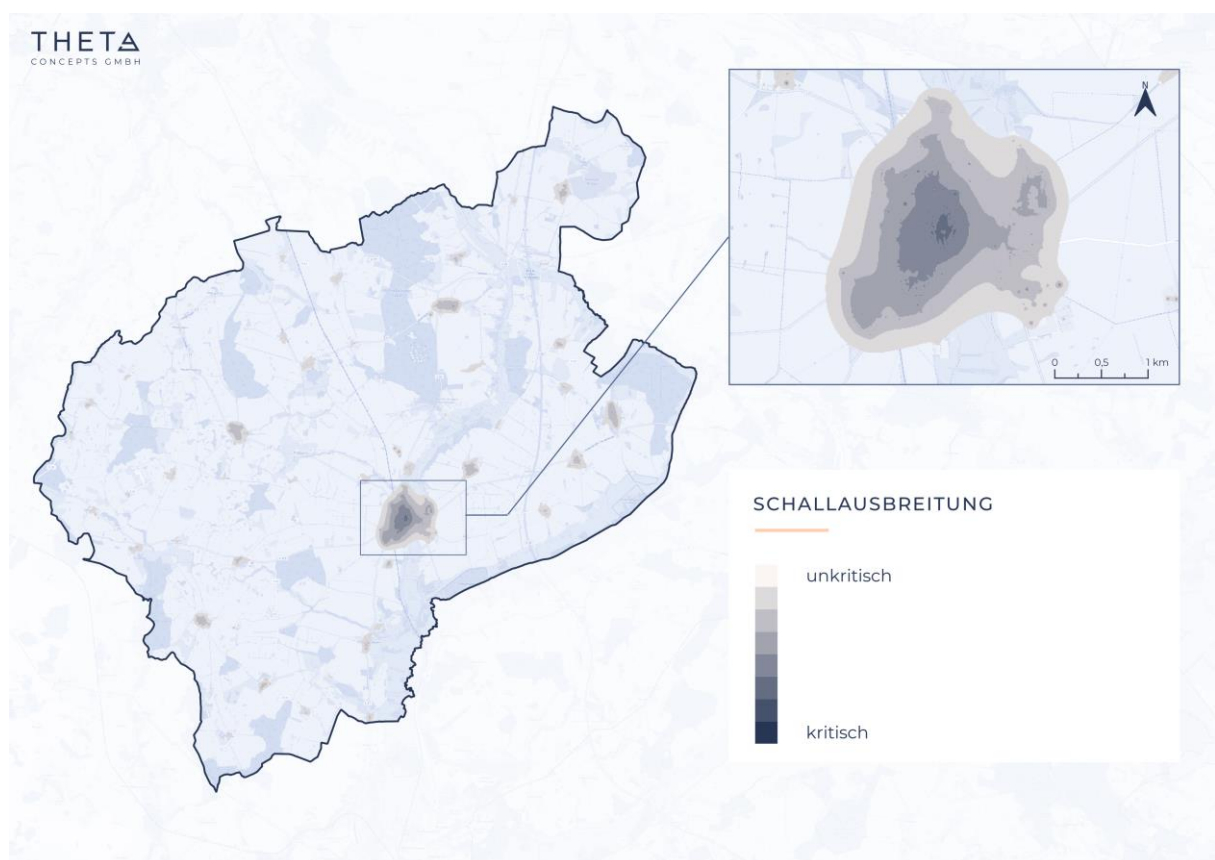 THETA
CONCEPTS GMBH
N
0 0,5 1 km
SCHALLAUSBREITUNG
unkritisch
kritisch